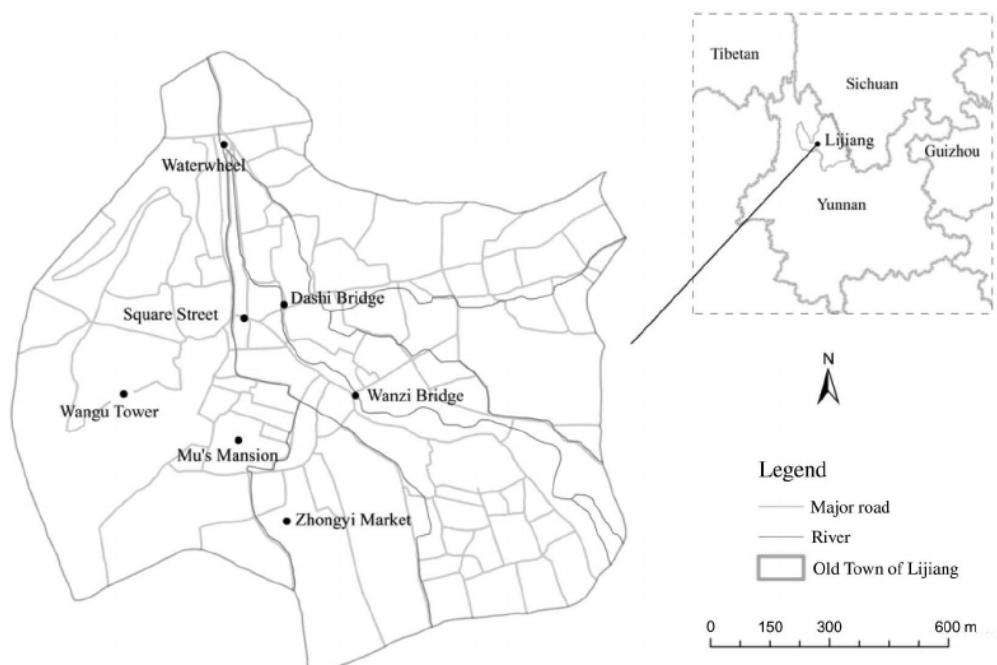 Waterwheel
Dashi Bridge
Square Street
Wangu Tower
Wanzi Bridge
Mu's Mansion
Zhongyi Market
Tibetan
Sichuan
Lijiang
Guizhou
Yunnan
N
Legend
Major road
River
Old Town of Lijiang
0 150 300 600 m